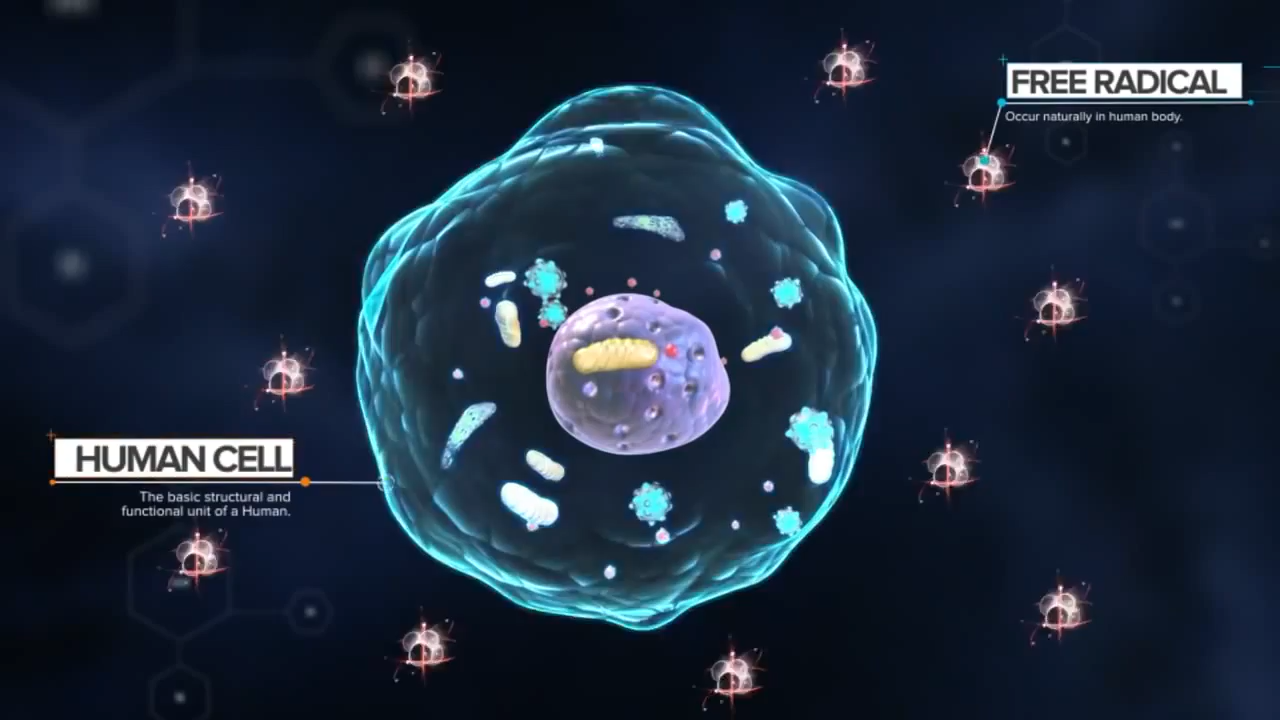 FREE RADICAL
Occur naturally in human body.
HUMAN CELL
The basic structural and
functional unit of a Human.